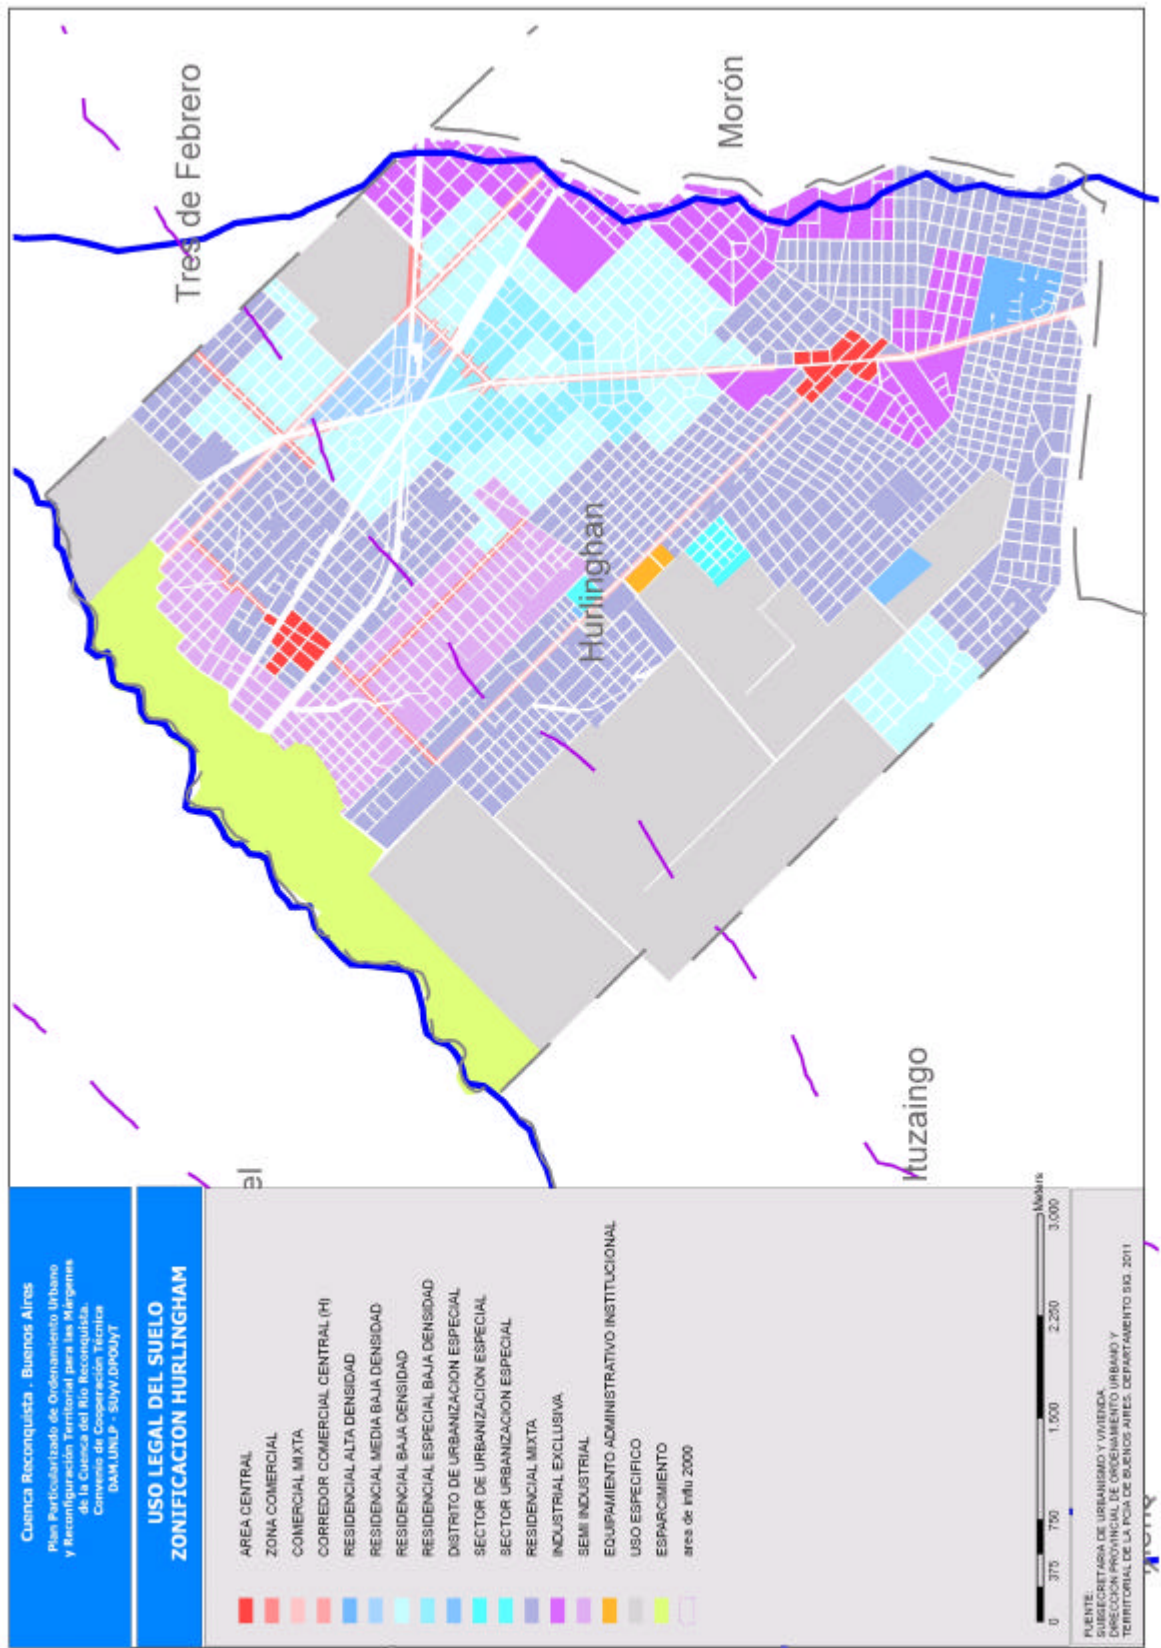 Cuenca Reconquista . Buenos Aires
Plan Particularizado de Ordenamiento Urbano
y Reconfiguración Territorial para las Márgenes
de la Cuenca del Río Reconquista.
Convenio de Cooperación Técnica
DAM.UNLP - SUyV.DPOUyT
USO LEGAL DEL SUELO
ZONIFICACION HURLINGHAM
AREA CENTRAL
ZONA COMERCIAL
COMERCIAL MIXTA
CORREDOR COMERCIAL CENTRAL (H)
RESIDENCIAL ALTA DENSIDAD
RESIDENCIAL MEDIA BAJA DENSIDAD
RESIDENCIAL BAJA DENSIDAD
RESIDENCIAL ESPECIAL BAJA DENSIDAD
DISTRITO DE URBANIZACION ESPECIAL
SECTOR DE URBANIZACION ESPECIAL
SECTOR URBANIZACION ESPECIAL
RESIDENCIAL MIXTA
INDUSTRIAL EXCLUSIVA
SEMI INDUSTRIAL
EQUIPAMIENTO ADMINISTRATIVO INSTITUCIONAL
USO ESPECIFICO
ESPARCIMIENTO
area de influ 2000
0 375 750 1.500 2.250 3.000
Meters
FUENTE:
SUBSECRETARIA DE URBANISMO Y VIVIENDA
DIRECCION PROVINCIAL DE ORDENAMIENTO URBANO Y
TERRITORIAL DE LA PCIA DE BUENOS AIRES. DEPARTAMENTO SIG. 2011
el
Ituzaingo
Hurlinghan
Tres de Febrero
Morón